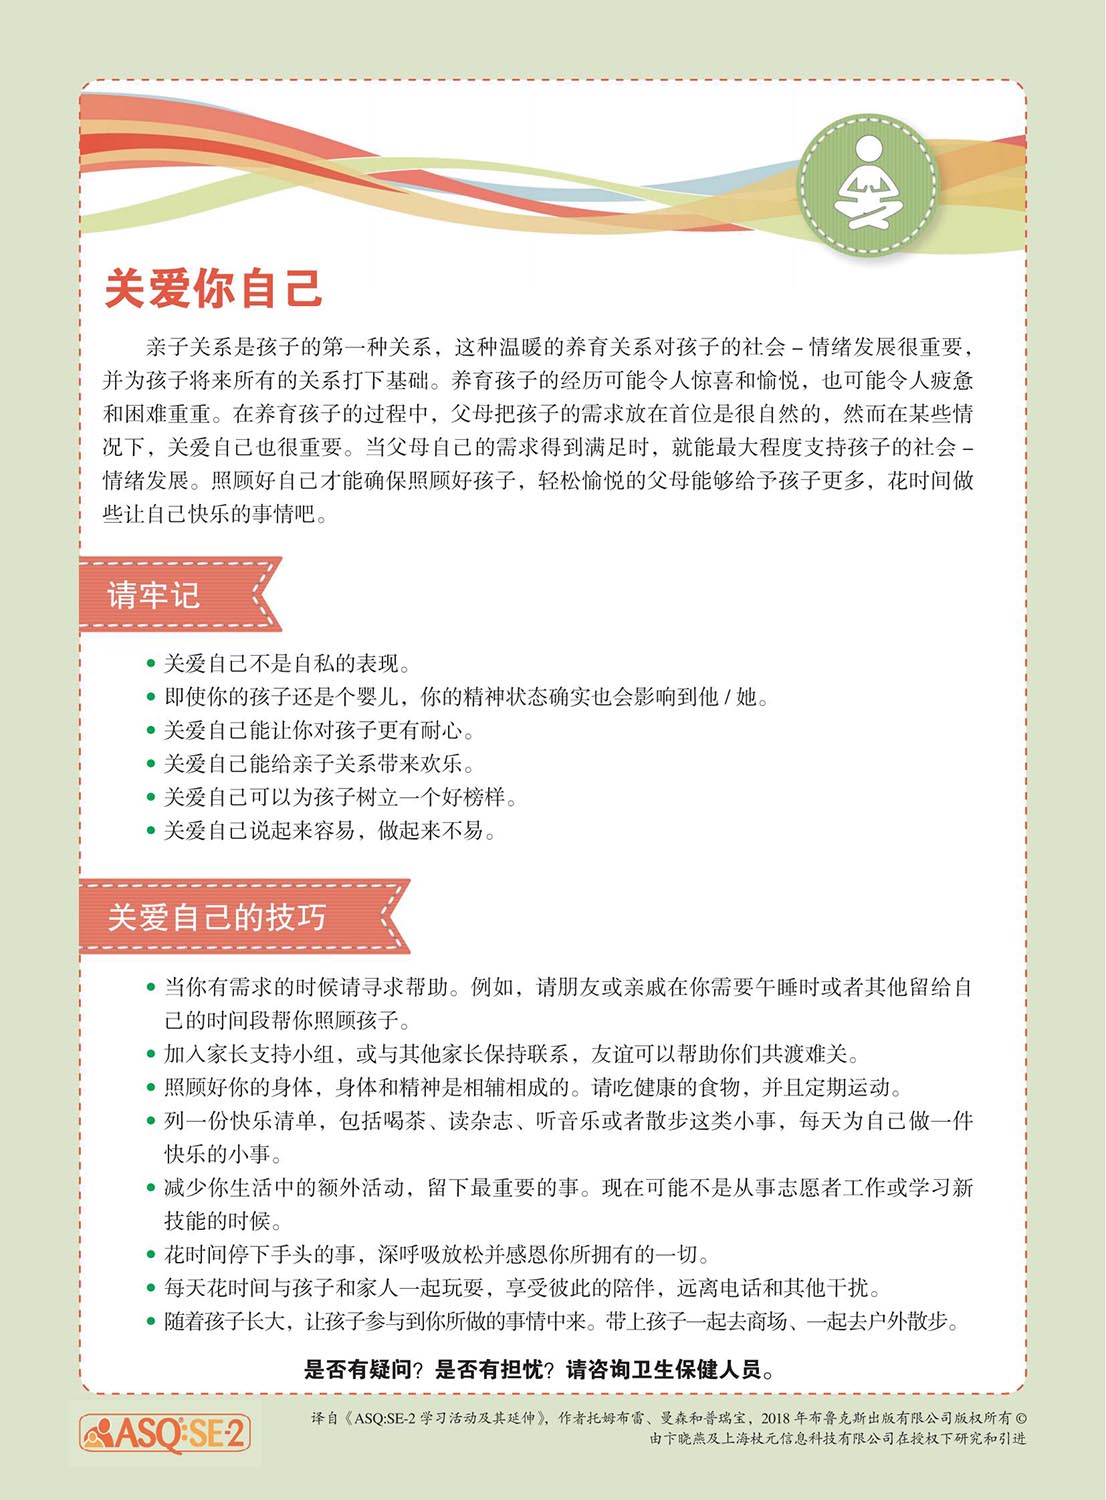 关爱你自己
亲子关系是孩子的第一种关系，这种温暖的养育关系对孩子的社会 – 情绪发展很重要，
并为孩子将来所有的关系打下基础。养育孩子的经历可能令人惊喜和愉悦，也可能令人疲惫
和困难重重。在养育孩子的过程中，父母把孩子的需求放在首位是很自然的，然而在某些情
况下，关爱自己也很重要。当父母自己的需求得到满足时，就能最大程度支持孩子的社会 –
情绪发展。照顾好自己才能确保照顾好孩子，轻松愉悦的父母能够给予孩子更多，花时间做
些让自己快乐的事情吧。
请牢记
• 关爱自己不是自私的表现。
• 即使你的孩子还是个婴儿，你的精神状态确实也会影响到他 / 她。
• 关爱自己能让你对孩子更有耐心。
• 关爱自己能给亲子关系带来欢乐。
• 关爱自己可以为孩子树立一个好榜样。
• 关爱自己说起来容易，做起来不易。
关爱自己的技巧
• 当你有需求的时候请寻求帮助。例如，请朋友或亲戚在你需要午睡时或者其他留给自
己的时间段帮你照顾孩子。
• 加入家长支持小组，或与其他家长保持联系，友谊可以帮助你们共渡难关。
• 照顾好你的身体，身体和精神是相辅相成的。请吃健康的食物，并且定期运动。
• 列一份快乐清单，包括喝茶、读杂志、听音乐或者散步这类小事，每天为自己做一件
快乐的小事。
• 减少你生活中的额外活动，留下最重要的事。现在可能不是从事志愿者工作或学习新
技能的时候。
• 花时间停下手头的事，深呼吸放松并感恩你所拥有的一切。
• 每天花时间与孩子和家人一起玩耍，享受彼此的陪伴，远离电话和其他干扰。
• 随着孩子长大，让孩子参与到你所做的事情中来。带上孩子一起去商场、一起去户外散步。
是否有疑问？是否有担忧？请咨询卫生保健人员。
ASQ:SE-2
译自《ASQ:SE-2 学习活动及其延伸》，作者托姆布雷、曼森和普瑞宝，2018 年布鲁克斯出版有限公司版权所有 ©
由卞晓燕及上海杖元信息科技有限公司在授权下研究和引进